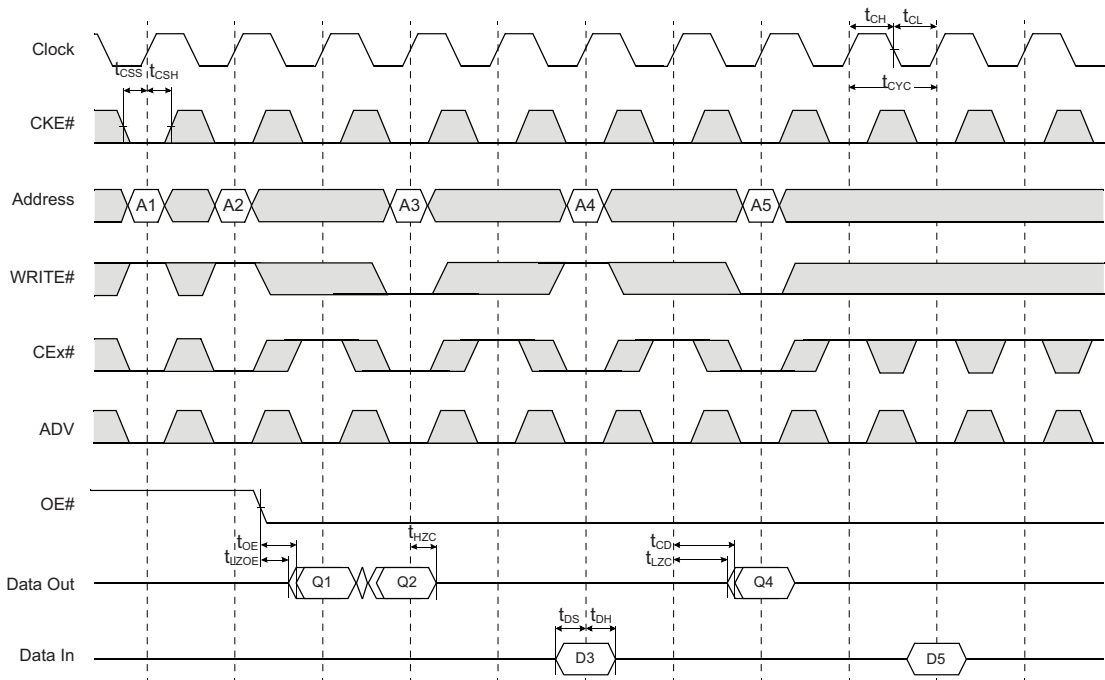 tCH tCL
Clock
tCSS tCSH
tCYC
CKE#
Address A1 A2 A3 A4 A5
WRITE#
CEx#
ADV
OE#
tOE tHZC tCD
tLZOE tLZC
Data Out Q1 Q2 Q4
tDS tDH
Data In D3 D5